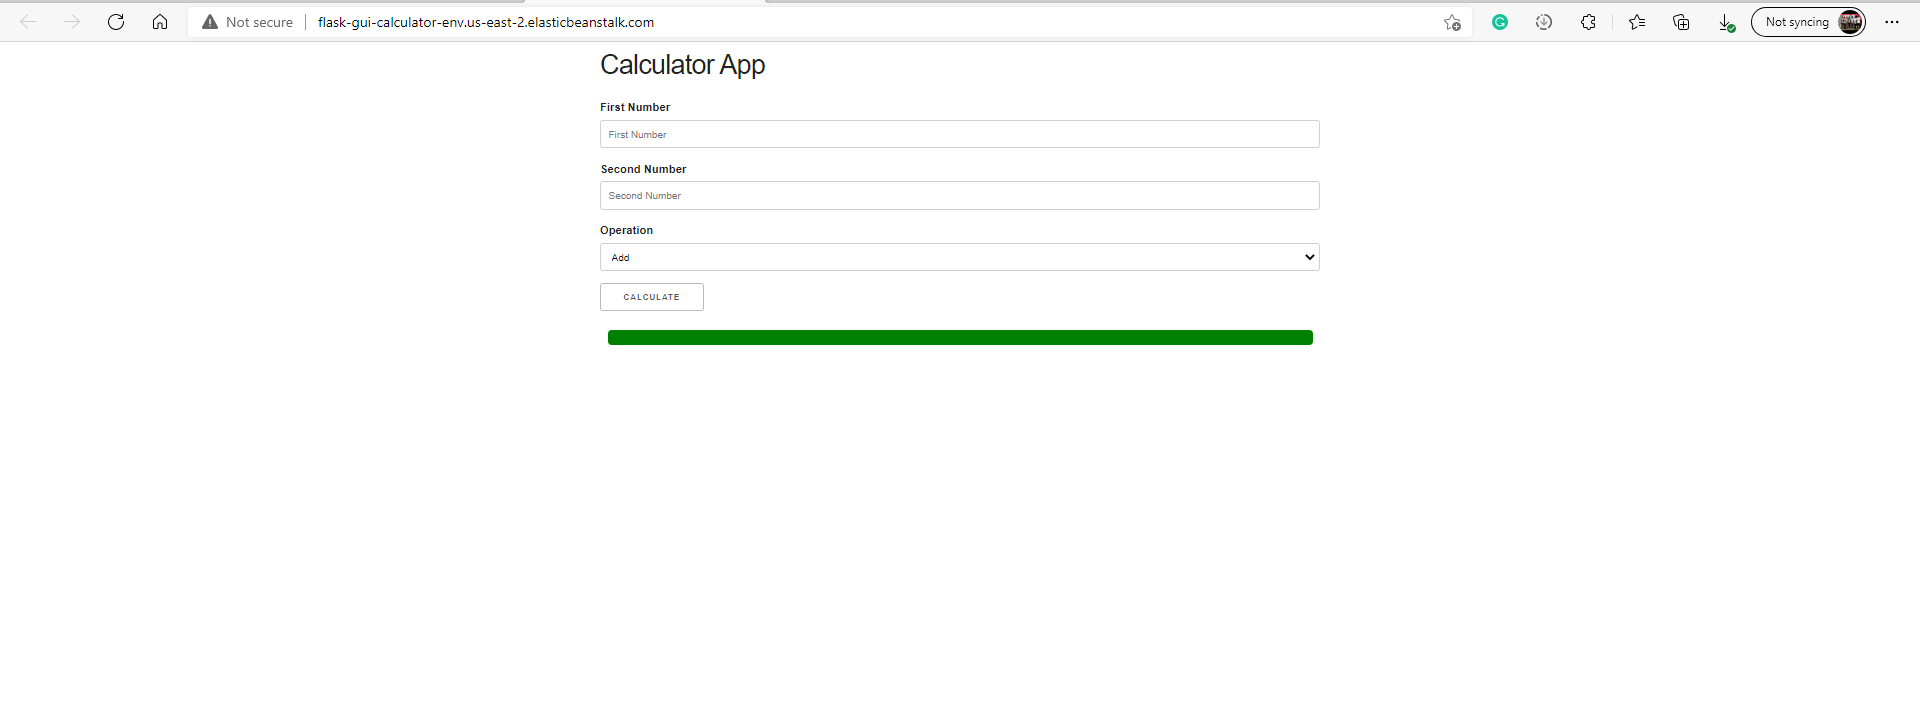 Not secure flask-gui-calculator-env.us-east-2.elasticbeanstalk.com G Not syncing
Calculator App
First Number
First Number
Second Number
Second Number
Operation
Add
CALCULATE